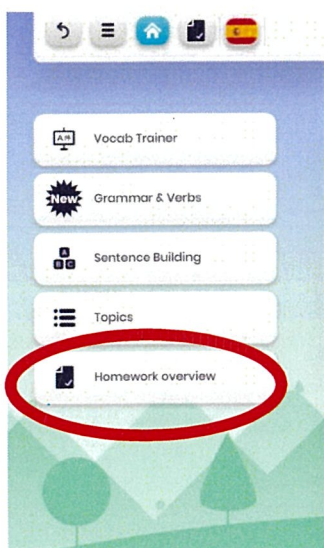 Vocab Trainer
New
Grammar & Verbs
A
B C
Sentence Building
Topics
Homework overview